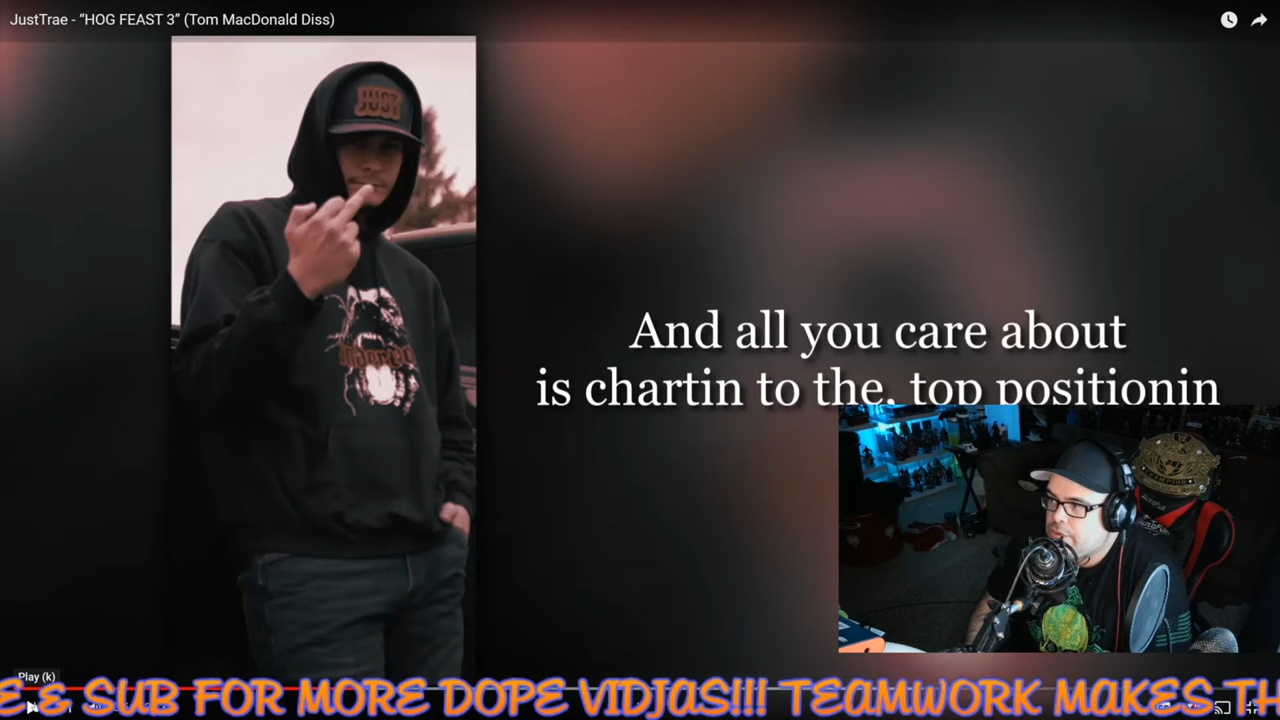 JustTrae - “HOG FEAST 3” (Tom MacDonald Diss)
JUST
And all you care about
is chartin to the, top positionin
CHAMPION
Play (k)
E & SUB FOR MORE DOPE VIDJAS!!! TEAMWORK MAKES TH